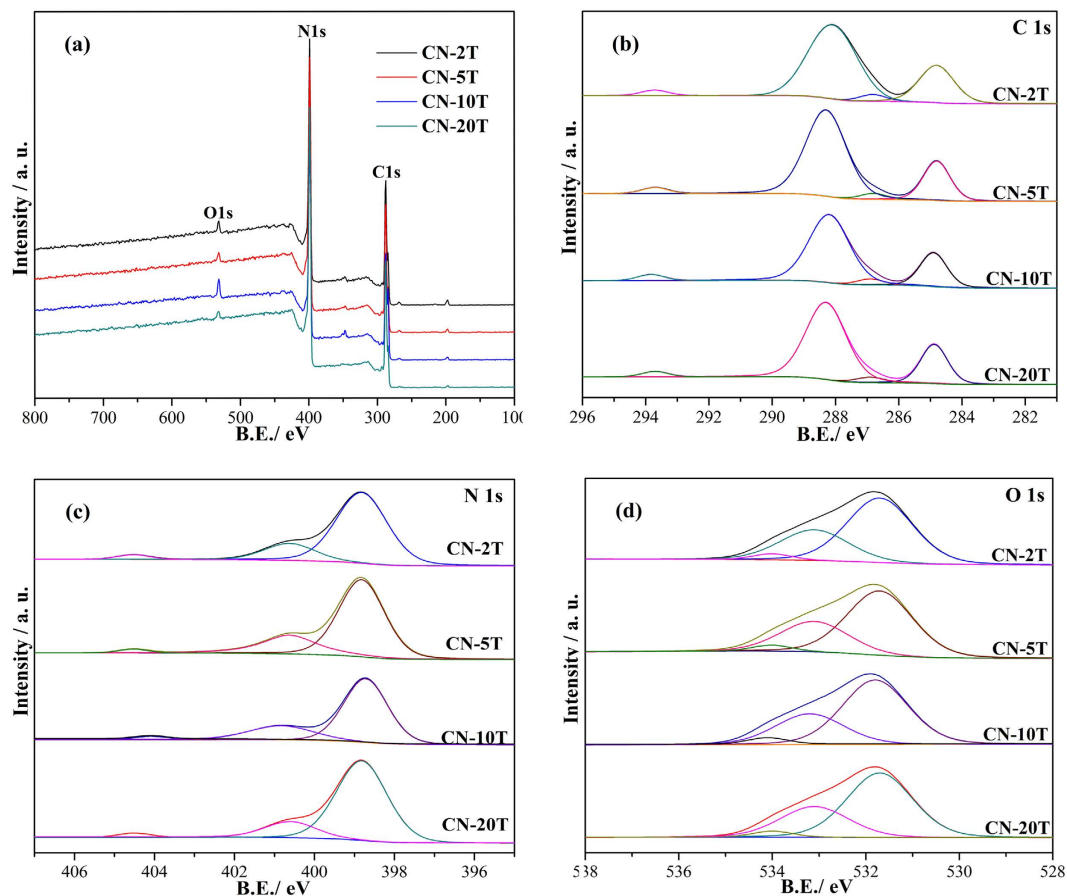 (a)
N1s
CN-2T
CN-5T
CN-10T
CN-20T
C1s
O1s
Intensity / a. u.
800 700 600 500 400 300 200 100
B.E./ eV
(b)
C 1s
CN-2T
CN-5T
CN-10T
CN-20T
Intensity / a. u.
296 294 292 290 288 286 284 282
B.E./ eV
(c)
N 1s
CN-2T
CN-5T
CN-10T
CN-20T
Intensity / a. u.
406 404 402 400 398 396
B.E./ eV
(d)
O 1s
CN-2T
CN-5T
CN-10T
CN-20T
Intensity / a. u.
538 536 534 532 530 528
B.E./ eV